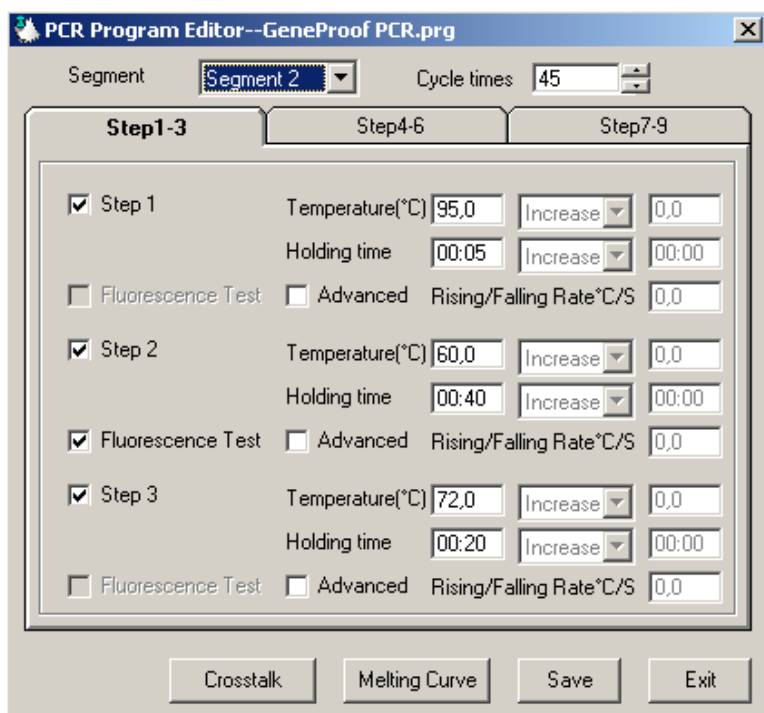 PCR Program Editor--GeneProof PCR.prg
Segment Segment 2 Cycle times 45
Step1-3 Step4-6 Step7-9
Step 1 Temperature(°C) 95,0 Increase 0,0
Holding time 00:05 Increase 00:00
Fluorescence Test Advanced Rising/Falling Rate°C/S 0,0
Step 2 Temperature(°C) 60,0 Increase 0,0
Holding time 00:40 Increase 00:00
Fluorescence Test Advanced Rising/Falling Rate°C/S 0,0
Step 3 Temperature(°C) 72,0 Increase 0,0
Holding time 00:20 Increase 00:00
Fluorescence Test Advanced Rising/Falling Rate°C/S 0,0
Crosstalk Melting Curve Save Exit